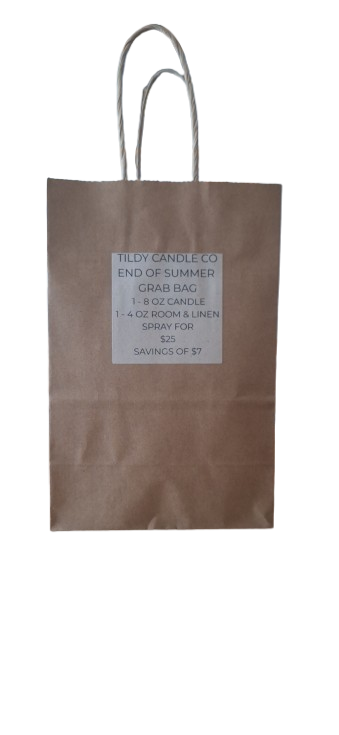 TILDY CANDLE CO
END OF SUMMER
GRAB BAG
1 - 8 OZ CANDLE
1 - 4 OZ ROOM & LINEN
SPRAY FOR
$25
SAVINGS OF $7